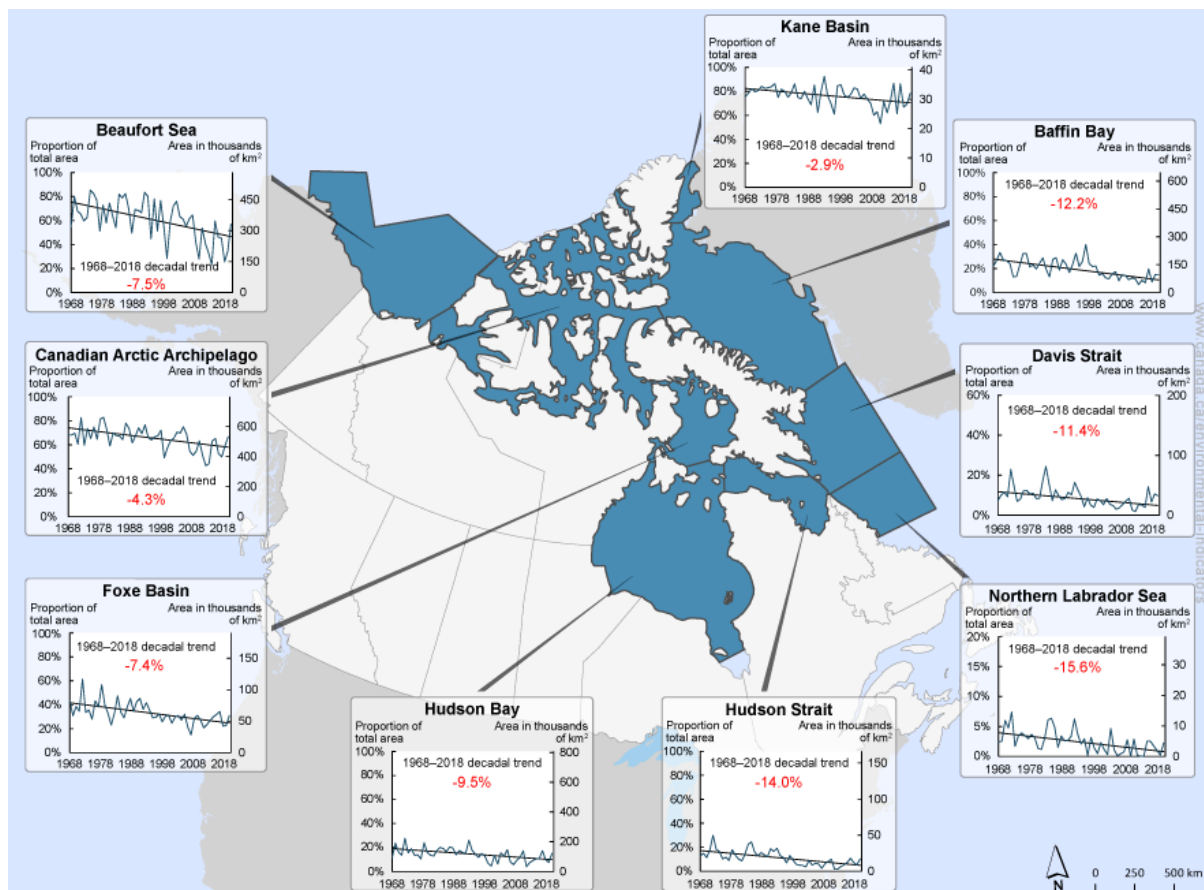 Kane Basin
Proportion of total area
Area in thousands of km²
100%
80%
60%
40%
20%
0%
40
30
20
10
0
1968–2018 decadal trend
-2.9%
1968 1978 1988 1998 2008 2018
Beaufort Sea
Proportion of total area
Area in thousands of km²
100%
80%
60%
40%
20%
0%
450
300
150
0
1968–2018 decadal trend
-7.5%
1968 1978 1988 1998 2008 2018
Baffin Bay
Proportion of total area
Area in thousands of km²
100%
80%
60%
40%
20%
0%
600
450
300
150
0
1968–2018 decadal trend
-12.2%
1968 1978 1988 1998 2008 2018
Canadian Arctic Archipelago
Proportion of total area
Area in thousands of km²
100%
80%
60%
40%
20%
0%
600
400
200
0
1968–2018 decadal trend
-4.3%
1968 1978 1988 1998 2008 2018
Davis Strait
Proportion of total area
Area in thousands of km²
60%
40%
20%
0%
200
100
0
1968–2018 decadal trend
-11.4%
1968 1978 1988 1998 2008 2018
Foxe Basin
Proportion of total area
Area in thousands of km²
100%
80%
60%
40%
20%
0%
150
100
50
0
1968–2018 decadal trend
-7.4%
1968 1978 1988 1998 2008 2018
Northern Labrador Sea
Proportion of total area
Area in thousands of km²
20%
15%
10%
5%
0%
30
20
10
0
1968–2018 decadal trend
-15.6%
1968 1978 1988 1998 2008 2018
Hudson Bay
Proportion of total area
Area in thousands of km²
100%
80%
60%
40%
20%
0%
800
600
400
200
0
1968–2018 decadal trend
-9.5%
1968 1978 1988 1998 2008 2018
Hudson Strait
Proportion of total area
Area in thousands of km²
100%
80%
60%
40%
20%
0%
150
100
50
0
1968–2018 decadal trend
-14.0%
1968 1978 1988 1998 2008 2018
www.canada.ca/environmental-indicators
N
0 250 500 km